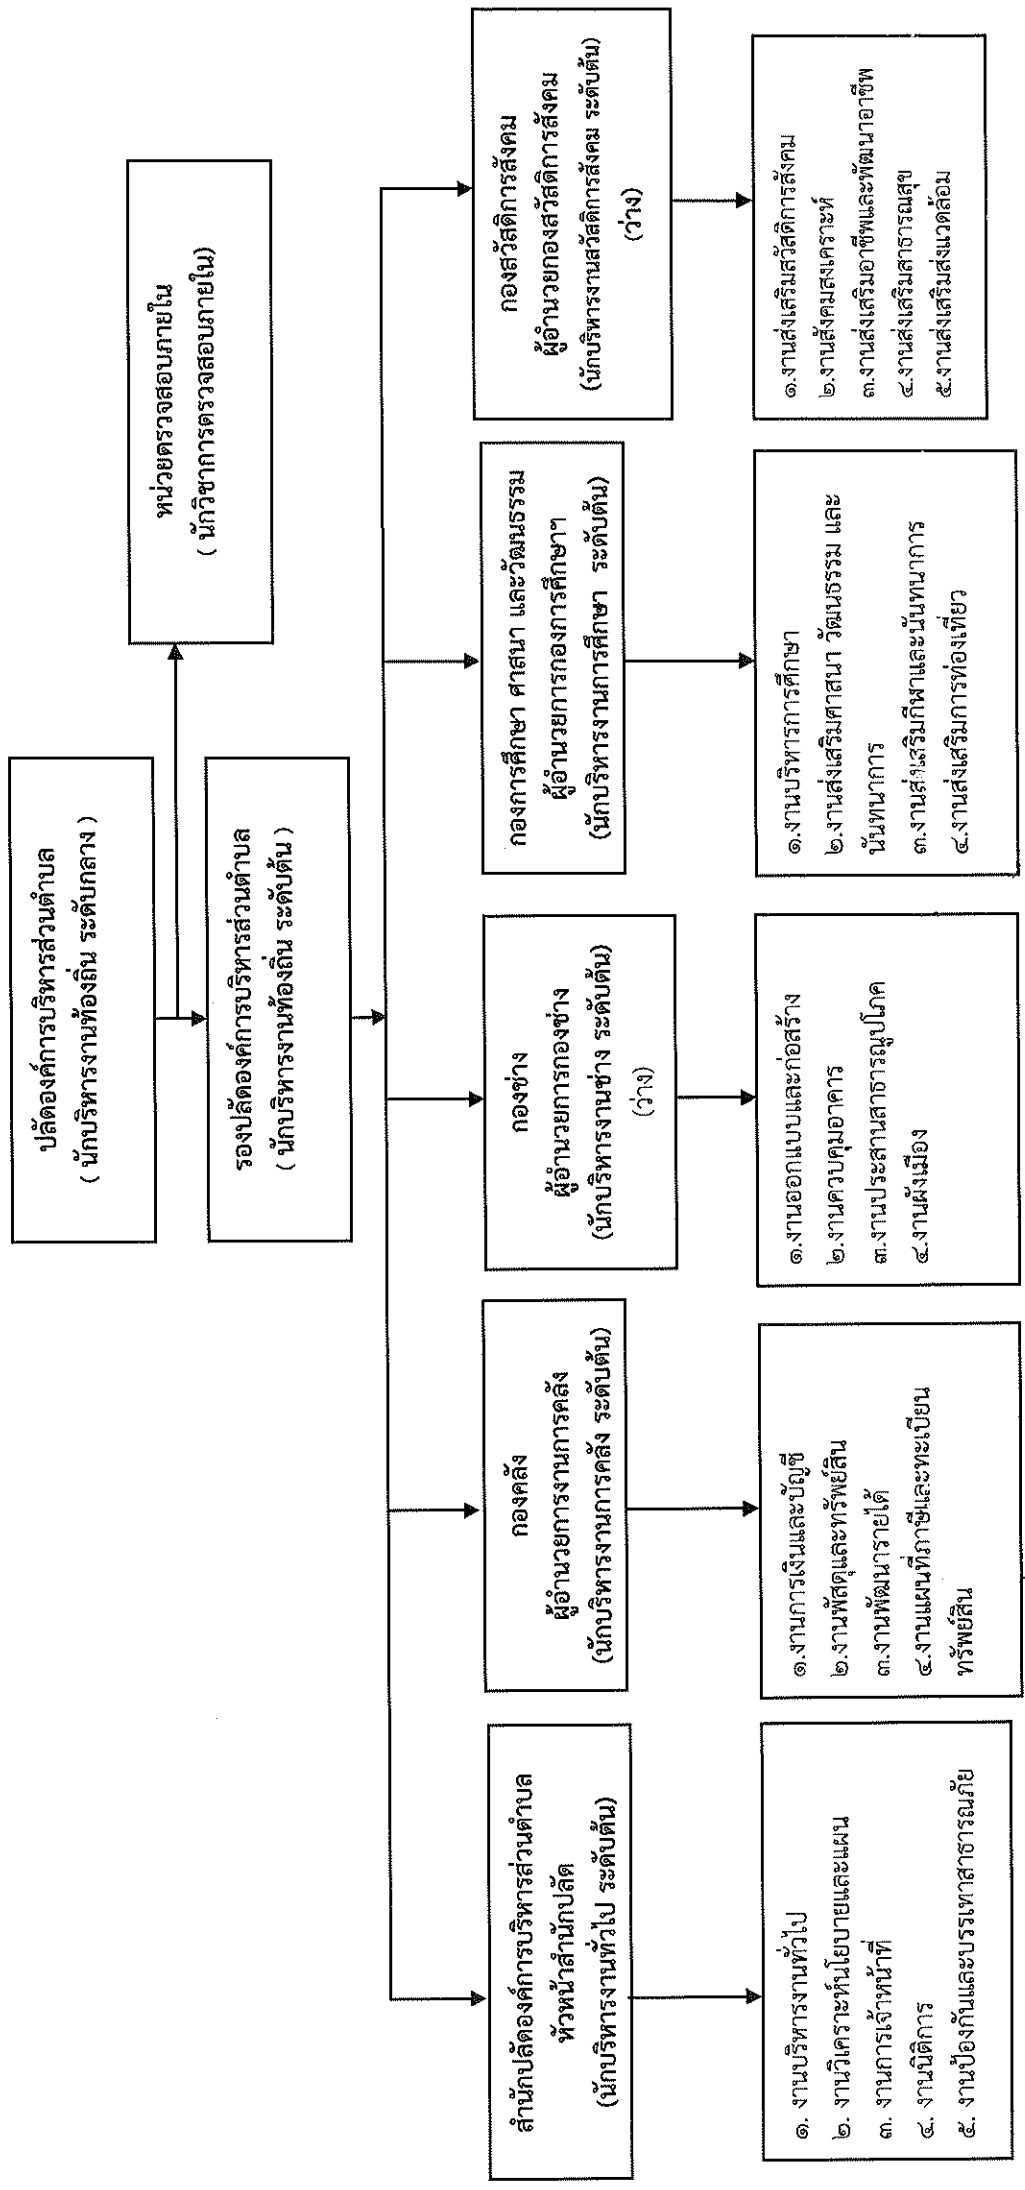 ปลัดองค์การบริหารส่วนตำบล
( นักบริหารงานท้องถิ่น ระดับกลาง )
หน่วยตรวจสอบภายใน
( นักวิชาการตรวจสอบภายใน)
รองปลัดองค์การบริหารส่วนตำบล
( นักบริหารงานท้องถิ่น ระดับต้น )
สำนักปลัดองค์การบริหารส่วนตำบล
หัวหน้าสำนักปลัด
(นักบริหารงานทั่วไป ระดับต้น)
กองคลัง
ผู้อำนวยการงานการคลัง
(นักบริหารงานการคลัง ระดับต้น)
กองช่าง
ผู้อำนวยการกองช่าง
(นักบริหารงานช่าง ระดับต้น)
(ว่าง)
กองการศึกษา ศาสนา และวัฒนธรรม
ผู้อำนวยการกองการศึกษาฯ
(นักบริหารงานการศึกษา ระดับต้น)
กองสวัสดิการสังคม
ผู้อำนวยกองสวัสดิการสังคม
(นักบริหารงานสวัสดิการสังคม ระดับต้น)
(ว่าง)
๑. งานบริหารงานทั่วไป
๒. งานวิเคราะห์นโยบายและแผน
๓. งานการเจ้าหน้าที่
๔. งานนิติการ
๕. งานป้องกันและบรรเทาสาธารณภัย
๑.งานการเงินและบัญชี
๒.งานพัสดุและทรัพย์สิน
๓.งานพัฒนารายได้
๔.งานแผนที่ภาษีและทะเบียน
ทรัพย์สิน
๑.งานออกแบบและก่อสร้าง
๒.งานควบคุมอาคาร
๓.งานประสานสาธารณูปโภค
๔.งานผังเมือง
๑.งานบริหารการศึกษา
๒.งานส่งเสริมศาสนา วัฒนธรรม และ
นันทนาการ
๓.งานส่งเสริมกีฬาและนันทนาการ
๔.งานส่งเสริมการท่องเที่ยว
๑.งานส่งเสริมสวัสดิการสังคม
๒.งานสังคมสงเคราะห์
๓.งานส่งเสริมอาชีพและพัฒนาอาชีพ
๔.งานส่งเสริมสาธารณสุข
๕.งานส่งเสริมส่งแวดล้อม